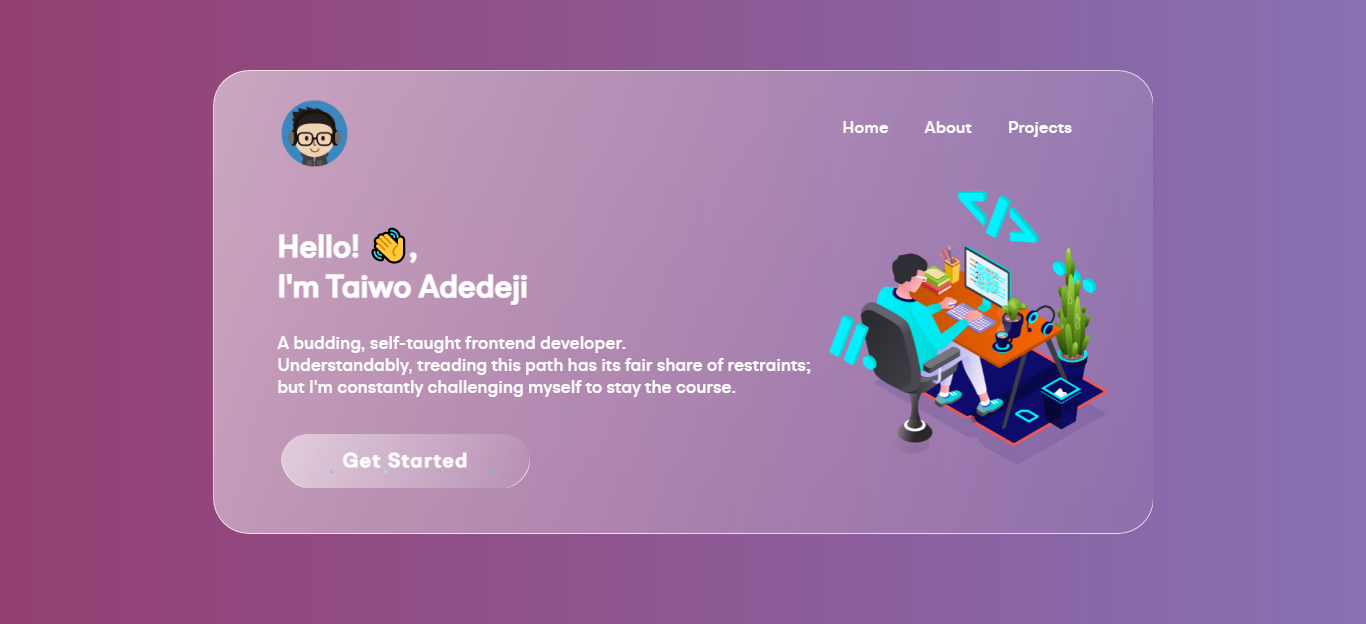 Home About Projects
Hello! 👋,
I'm Taiwo Adedeji
A budding, self-taught frontend developer.
Understandably, treading this path has its fair share of restraints;
but I'm constantly challenging myself to stay the course.
Get Started